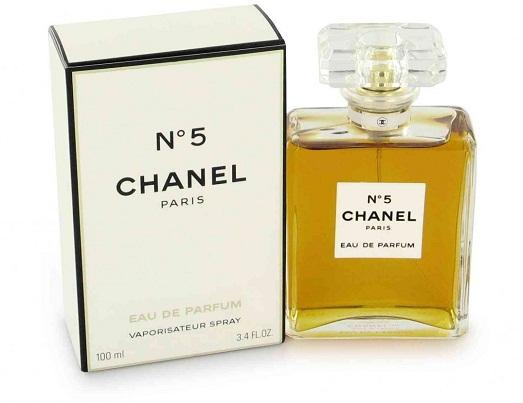 N°5
CHANEL
PARIS
EAU DE PARFUM
VAPORISATEUR SPRAY
100 ml 3.4 FL.OZ.
N°5
CHANEL
PARIS
EAU DE PARFUM